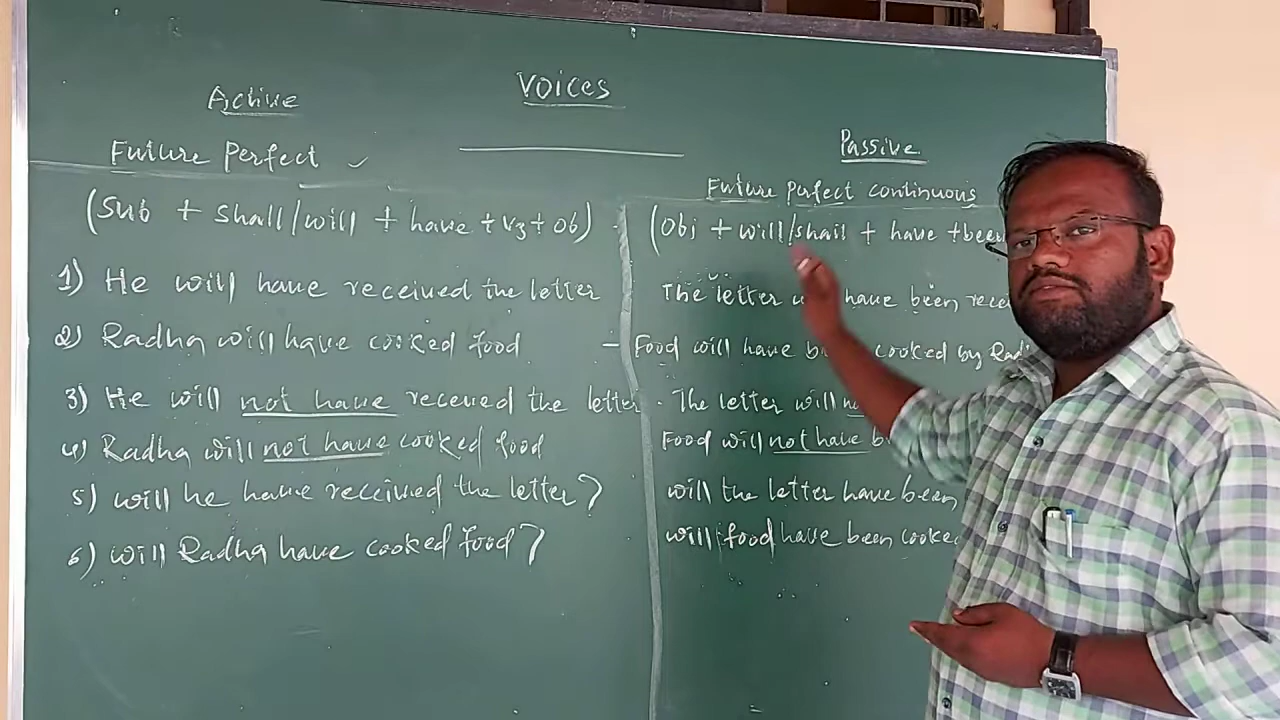 Voices
Active
Future Perfect ✓
(Sub + Shall/will + have + V3 + Ob)
1) He will have received the letter
2) Radha will have cooked food
3) He will not have received the letter.
4) Radha will not have cooked food
5) will he have received the letter?
6) will Radha have cooked food?
Passive
Future perfect continuous
(Obj + will/shall + have + been
The letter have been
- Food will have cooked by
The letter will
Food will not have
will the letter have been
will food have been